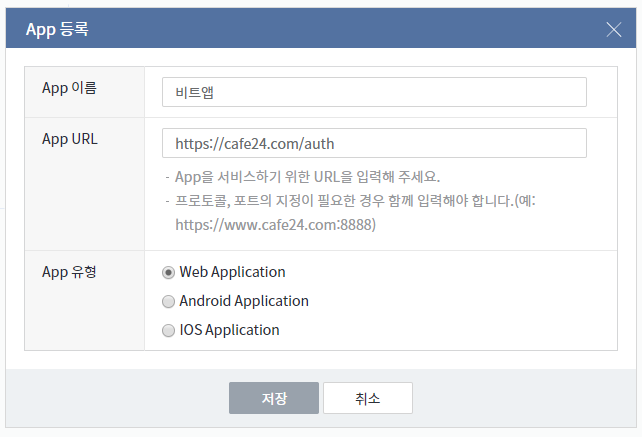 App 등록
App 이름
비트앱
App URL
https://cafe24.com/auth
- App을 서비스하기 위한 URL을 입력해 주세요.
- 프로토콜, 포트의 지정이 필요한 경우 함께 입력해야 합니다.(예:
https://www.cafe24.com:8888)
App 유형
Web Application
Android Application
IOS Application
저장
취소